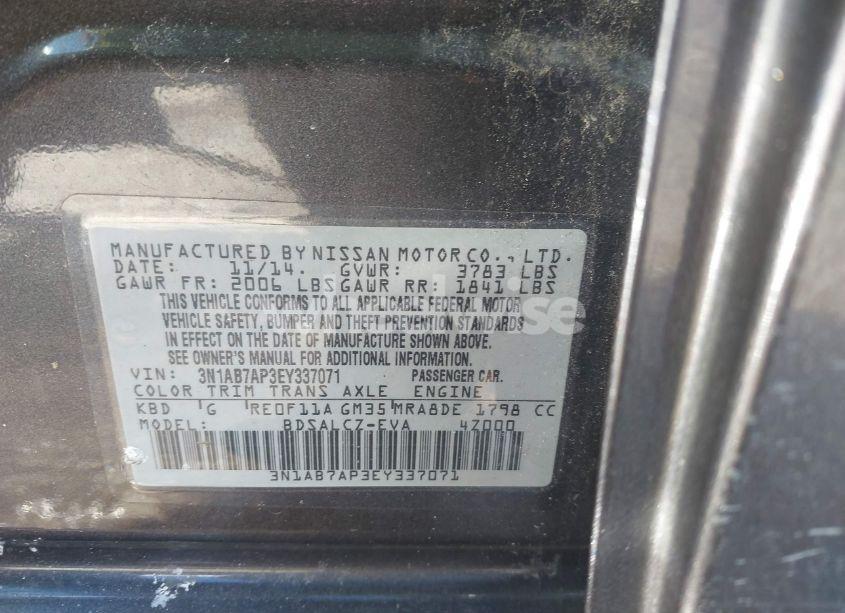 MANUFACTURED BY NISSAN MOTOR CO., LTD.
DATE: 11/14. GVWR: 3783 LBS
GAWR FR: 2006 LBS GAWR RR: 1841 LBS
THIS VEHICLE CONFORMS TO ALL APPLICABLE FEDERAL MOTOR
VEHICLE SAFETY, BUMPER AND THEFT PREVENTION STANDARDS
IN EFFECT ON THE DATE OF MANUFACTURE SHOWN ABOVE.
SEE OWNER'S MANUAL FOR ADDITIONAL INFORMATION.
VIN: 3N1AB7AP3EY337071 PASSENGER CAR.
COLOR TRIM TRANS AXLE ENGINE
KBD G RE0F11A GM35 MRA8DE 1798 CC
MODEL: BDSALCZ-EVA 4Z000
3N1AB7AP3EY337071